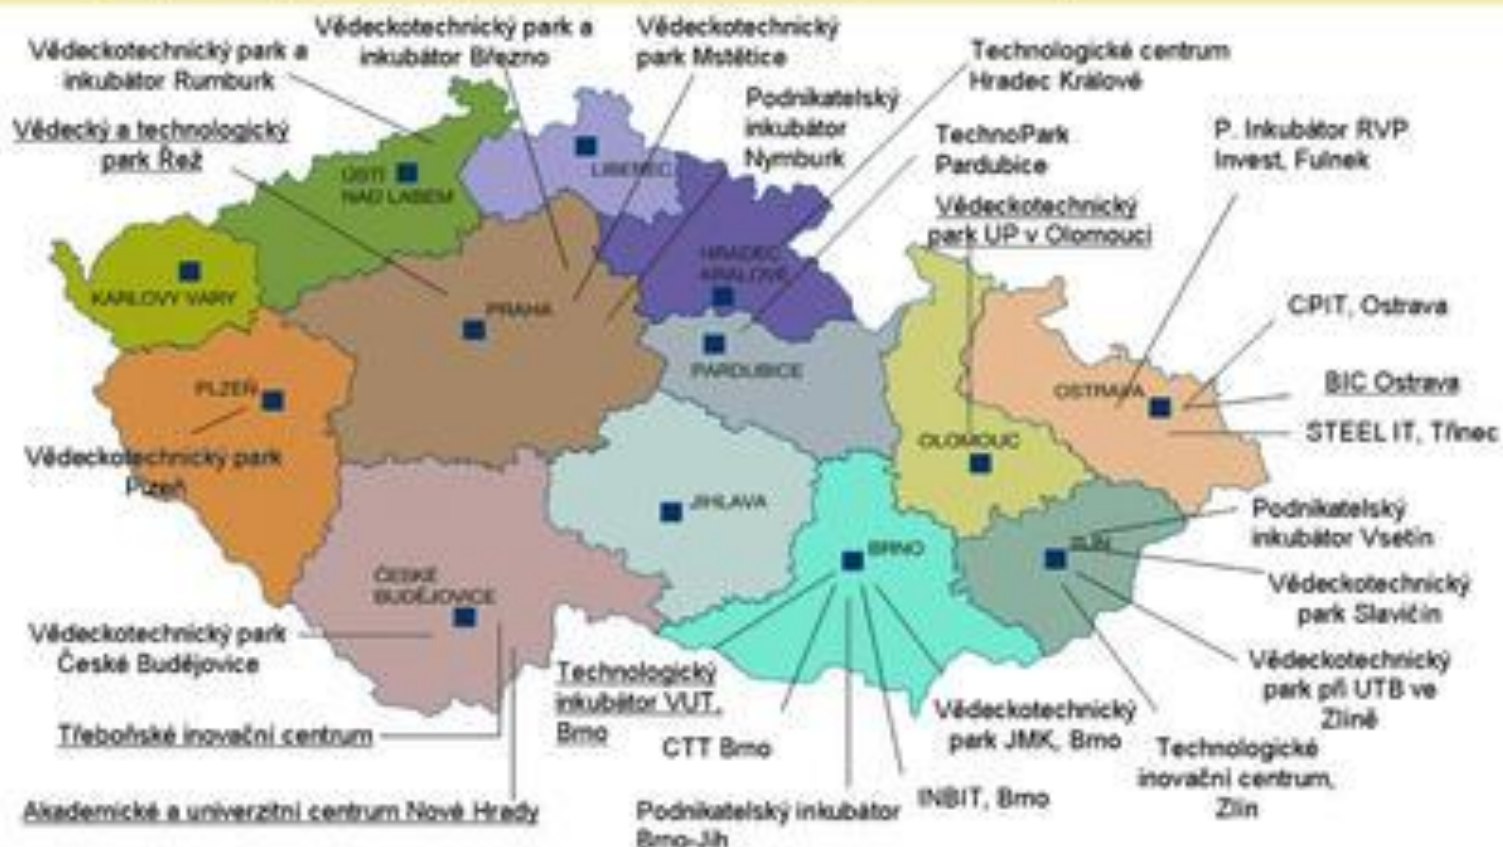 Vědeckotechnický park a
inkubátor Rumburk
Vědeckotechnický park a
inkubátor Březno
Vědeckotechnický
park Mstětice
Technologické centrum
Hradec Králové
Vědecký a technologický
park Řež
Podnikatelský
inkubátor
Nymburk
TechnoPark
Pardubice
P. Inkubátor RVP
Invest, Fulnek
Vědeckotechnický
park UP v Olomouci
ÚSTÍ
NAD LABEM
LIBEREC
HRADEC
KRÁLOVÉ
KARLOVY VARY
PRAHA
CPIT, Ostrava
PARDUBICE
PLZEŇ
OSTRAVA
BIC Ostrava
STEEL IT, Třinec
Vědeckotechnický park
Plzeň
OLOMOUC
JIHLAVA
Podnikatelský
inkubátor Vsetín
BRNO
ZLÍN
ČESKÉ
BUDĚJOVICE
Vědeckotechnický
park Slavičín
Vědeckotechnický park
České Budějovice
Technologický
inkubátor VUT,
Brno
Vědeckotechnický
park při UTB ve
Zlíně
Třeboňské inovační centrum
CTT Brno
Vědeckotechnický
park JMK, Brno
Technologické
inovační centrum,
Zlín
Akademické a univerzitní centrum Nové Hrady
Podnikatelský inkubátor
Brno-Jih
INBIT, Brno